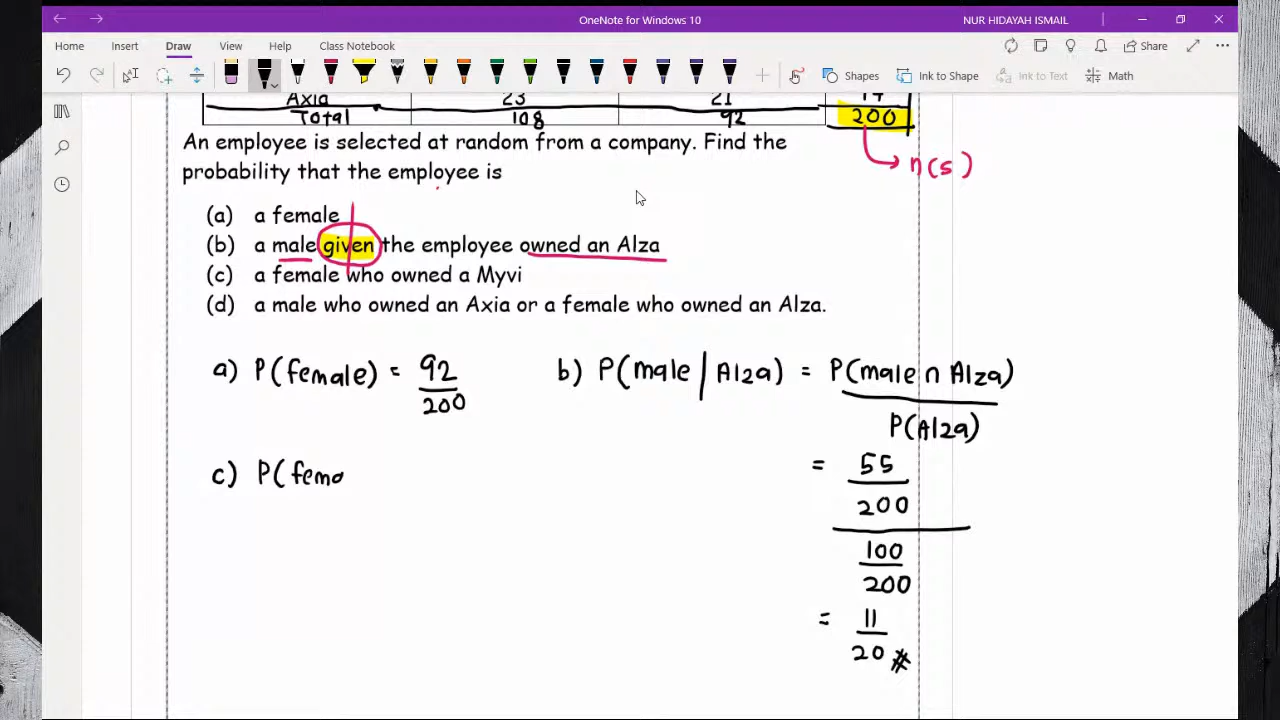 OneNote for Windows 10
NUR HIDAYAH ISMAIL
Home Insert Draw View Help Class Notebook
Share
Shapes Ink to Shape Ink to Text Math
Axia 23 21
Total 108 92 200
n(s)
An employee is selected at random from a company. Find the
probability that the employee is
(a) a female
(b) a male given the employee owned an Alza
(c) a female who owned a Myvi
(d) a male who owned an Axia or a female who owned an Alza.
a) P(female) = 92
200
b) P(male | Alza) = P(male ∩ Alza)
P(Alza)
= 55
200
100
200
= 11
20 #
c) P(fema